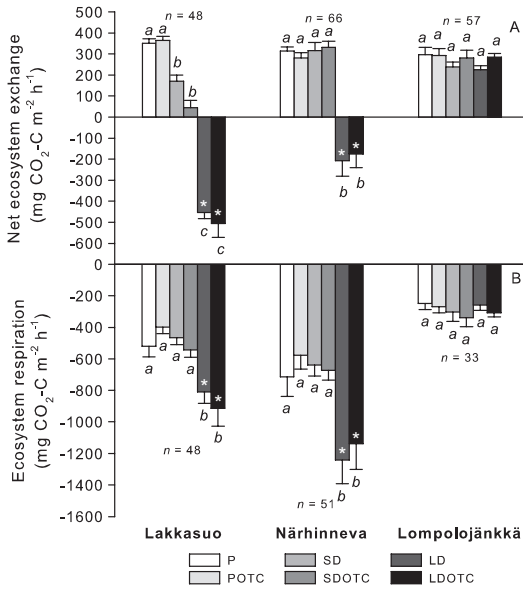 n = 48 n = 66 n = 57 A
a a b b c c
a a a a b b
a a a a a a
* * * *
400
300
200
100
0
-100
-200
-300
-400
-500
-600
Net ecosystem exchange
(mg CO2-C m-2 h-1)
B
0
-200
-400
-600
-800
-1000
-1200
-1400
-1600
Ecosystem respiration
(mg CO2-C m-2 h-1)
a a a a b b
a a a a b b
a a a a a a
* * * *
n = 48 n = 51 n = 33
Lakkasuo Närhinneva Lompolojänkkä
P SD LD
POTC SDOTC LDOTC